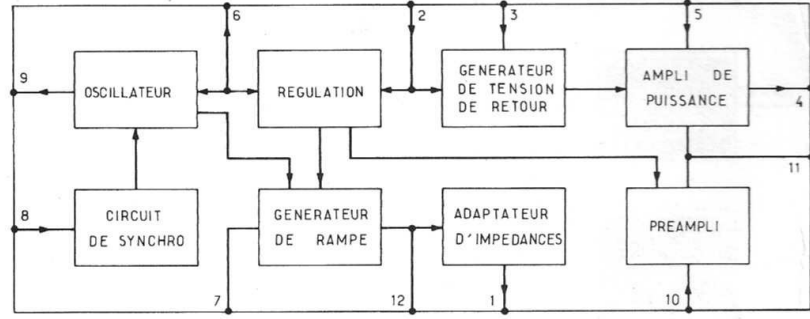 6
2
3
5
9
OSCILLATEUR
REGULATION
GENERATEUR
DE TENSION
DE RETOUR
AMPLI DE
PUISSANCE
4
11
8
CIRCUIT
DE SYNCHRO
GENERATEUR
DE RAMPE
ADAPTATEUR
D'IMPEDANCES
PREAMPLI
7
12
1
10